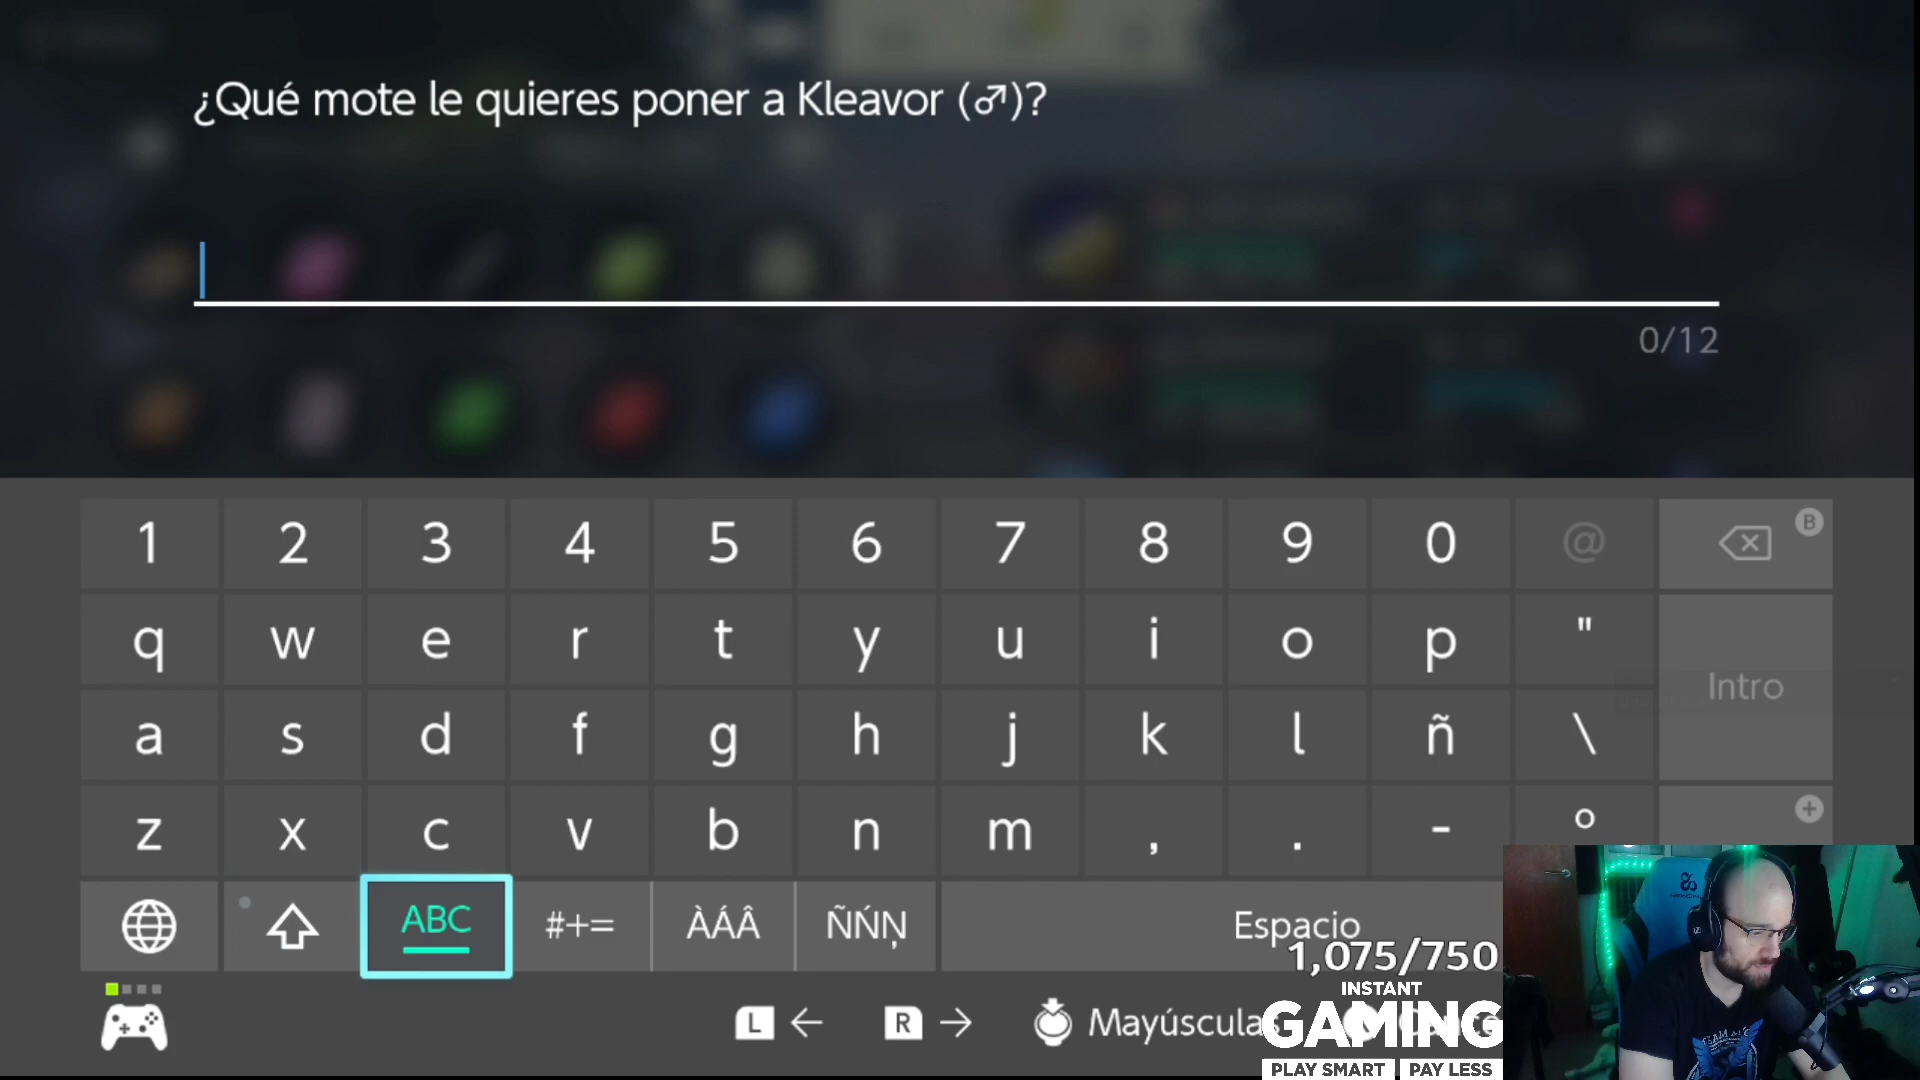 ¿Qué mote le quieres poner a Kleavor (♂)?
0/12
1 2 3 4 5 6 7 8 9 0 @ B
q w e r t y u i o p "
Intro
a s d f g h j k l ñ \
z x c v b n m , . - º +
ABC #+= ÀÁÂ ÑŃŅ Espacio
1,075/750
L ← R → Mayúsculas
INSTANT
GAMING
PLAY SMART | PAY LESS